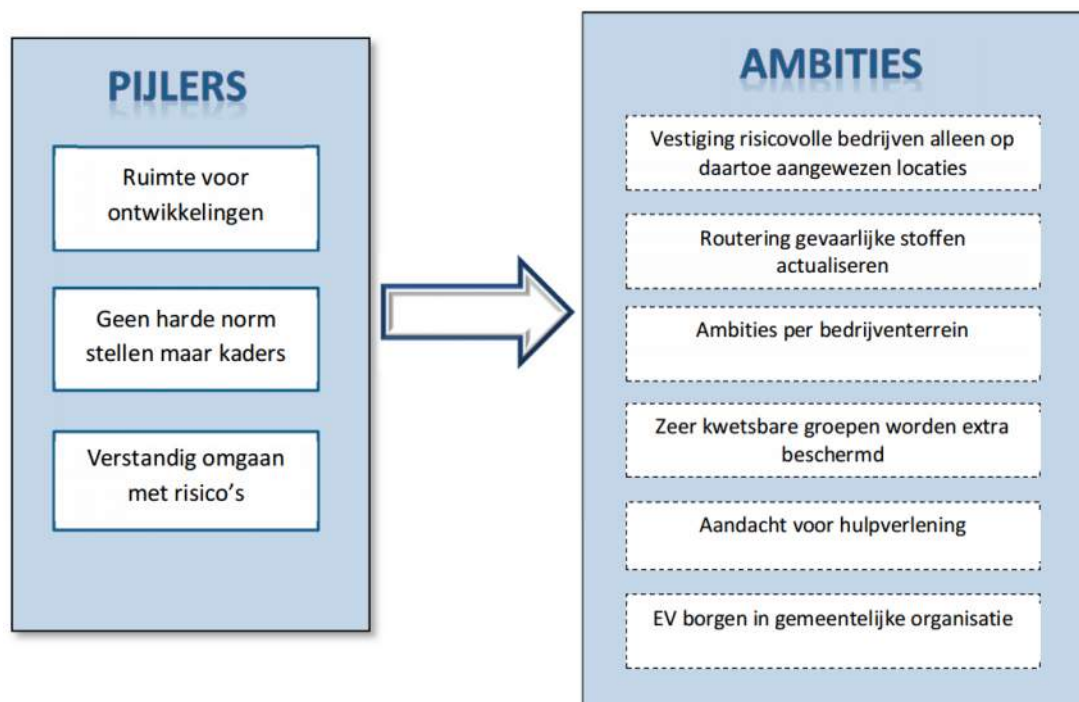 PIJLERS
Ruimte voor
ontwikkelingen
Geen harde norm
stellen maar kaders
Verstandig omgaan
met risico’s
AMBITIES
Vestiging risicovolle bedrijven alleen op
daartoe aangewezen locaties
Routering gevaarlijke stoffen
actualiseren
Ambities per bedrijventerrein
Zeer kwetsbare groepen worden extra
beschermd
Aandacht voor hulpverlening
EV borgen in gemeentelijke organisatie